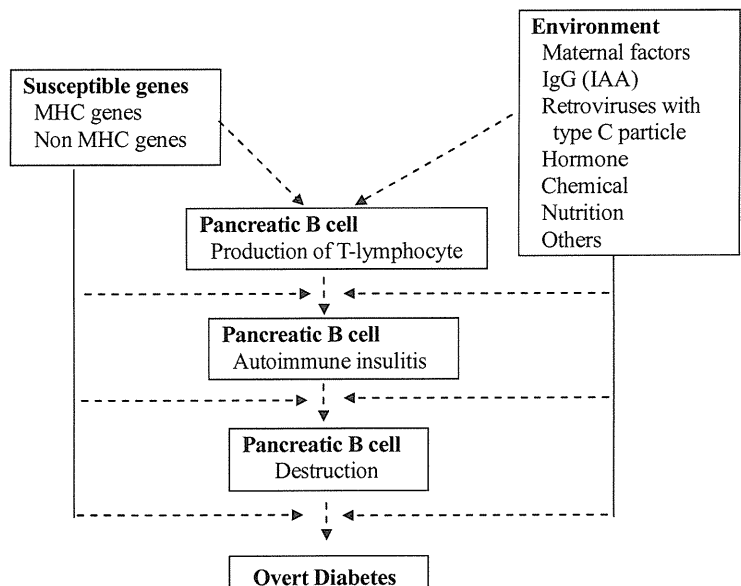 Susceptible genes
MHC genes
Non MHC genes
Environment
Maternal factors
IgG (IAA)
Retroviruses with
type C particle
Hormone
Chemical
Nutrition
Others
Pancreatic B cell
Production of T-lymphocyte
Pancreatic B cell
Autoimmune insulitis
Pancreatic B cell
Destruction
Overt Diabetes